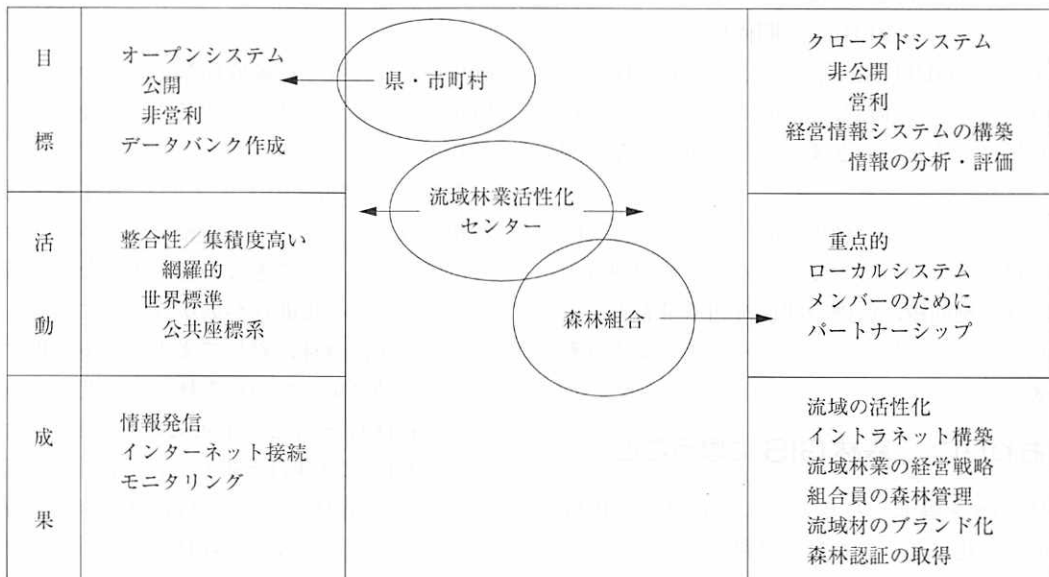 目標
オープンシステム
公開
非営利
データバンク作成
県・市町村
クローズドシステム
非公開
営利
経営情報システムの構築
情報の分析・評価
流域林業活性化
センター
活動
整合性／集積度高い
網羅的
世界標準
公共座標系
森林組合
重点的
ローカルシステム
メンバーのために
パートナーシップ
成果
情報発信
インターネット接続
モニタリング
流域の活性化
イントラネット構築
流域林業の経営戦略
組合員の森林管理
流域材のブランド化
森林認証の取得